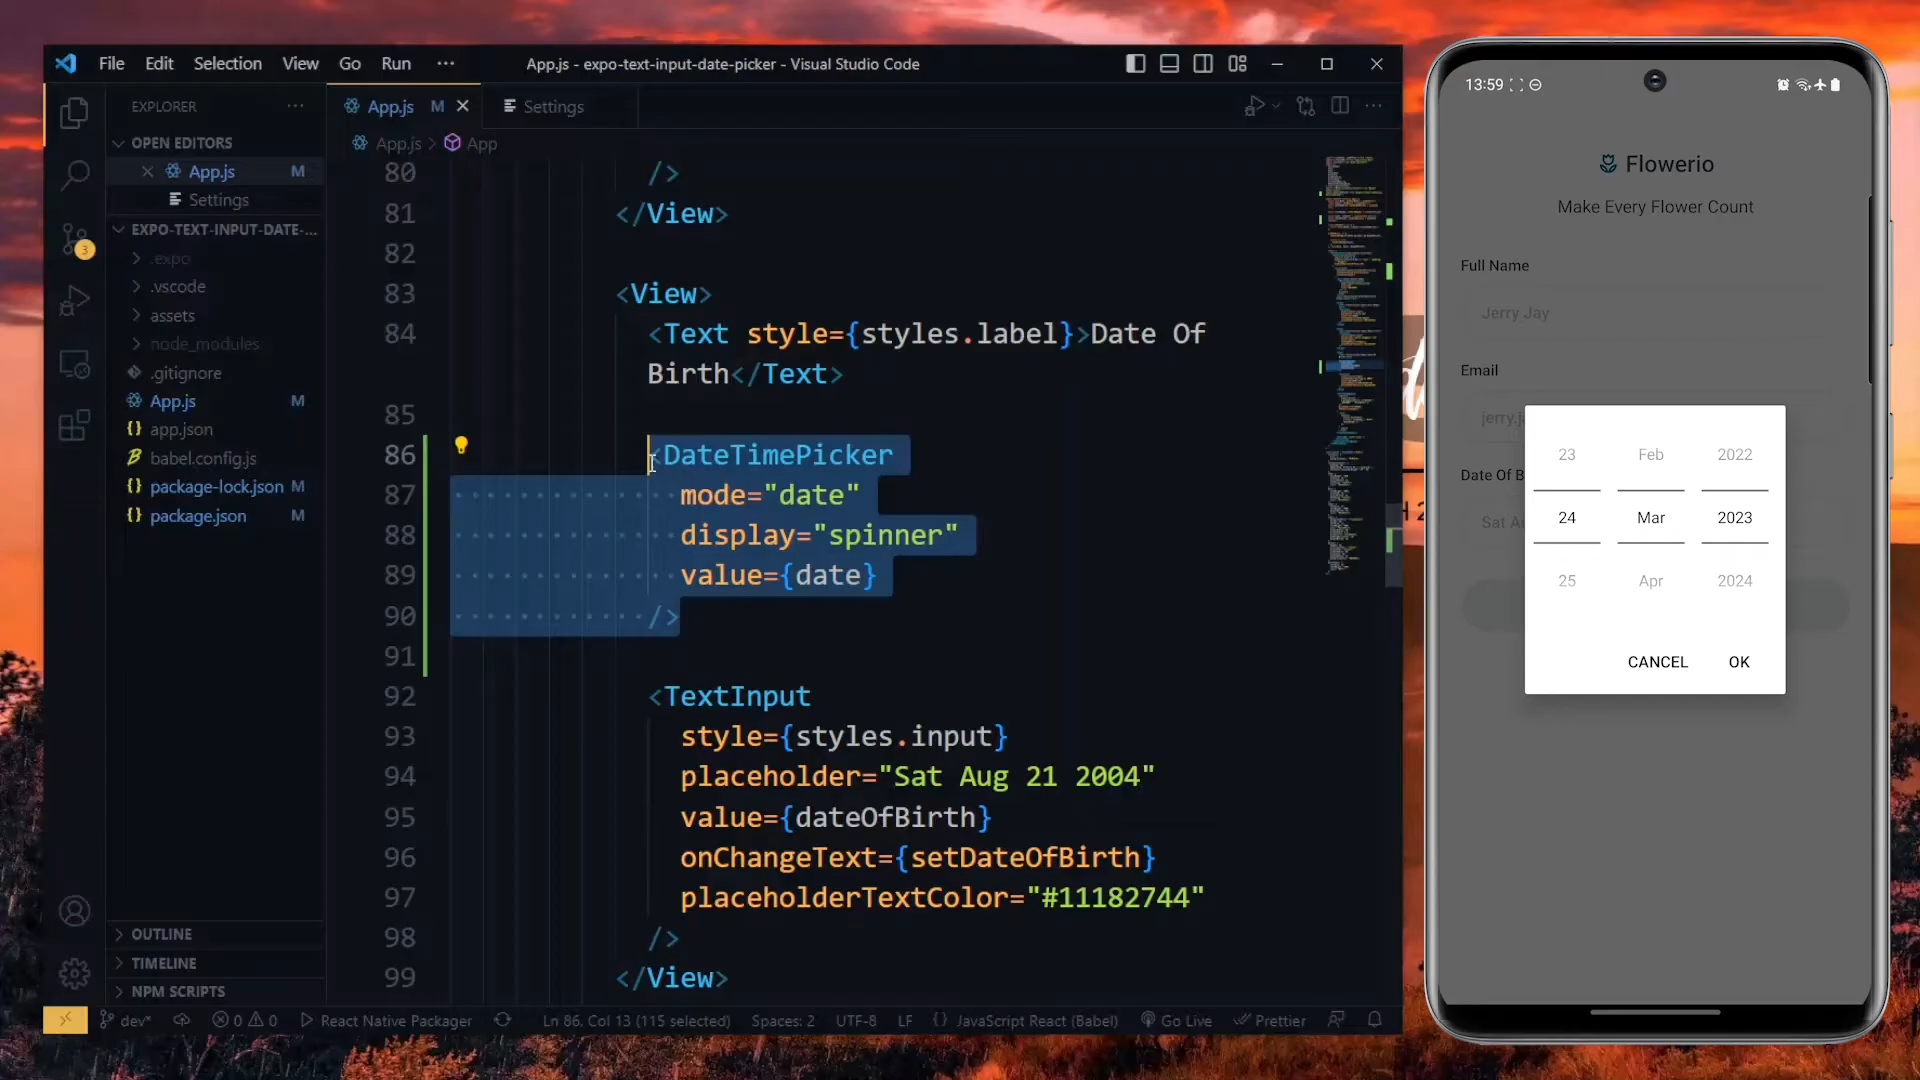 File Edit Selection View Go Run ···
App.js - expo-text-input-date-picker - Visual Studio Code
EXPLORER
OPEN EDITORS
App.js M
Settings
EXPO-TEXT-INPUT-DATE-...
.expo
.vscode
assets
node_modules
.gitignore
App.js M
app.json
babel.config.js
package-lock.json M
package.json M
OUTLINE
TIMELINE
NPM SCRIPTS
3
App.js M
Settings
App.js > App
80 />
81 </View>
82
83 <View>
84 <Text style={styles.label}>Date Of
Birth</Text>
85
86 <DateTimePicker
87 mode="date"
88 display="spinner"
89 value={date}
90 />
91
92 <TextInput
93 style={styles.input}
94 placeholder="Sat Aug 21 2004"
95 value={dateOfBirth}
96 onChangeText={setDateOfBirth}
97 placeholderTextColor="#11182744"
98 />
99 </View>
dev* 0 0 React Native Packager Ln 86, Col 13 (115 selected) Spaces: 2 UTF-8 LF {} JavaScript React (Babel) Go Live Prettier
13:59
Flowerio
Make Every Flower Count
Full Name
Jerry Jay
Email
jerry.j
Date Of B
Sat A
23 Feb 2022
24 Mar 2023
25 Apr 2024
CANCEL OK